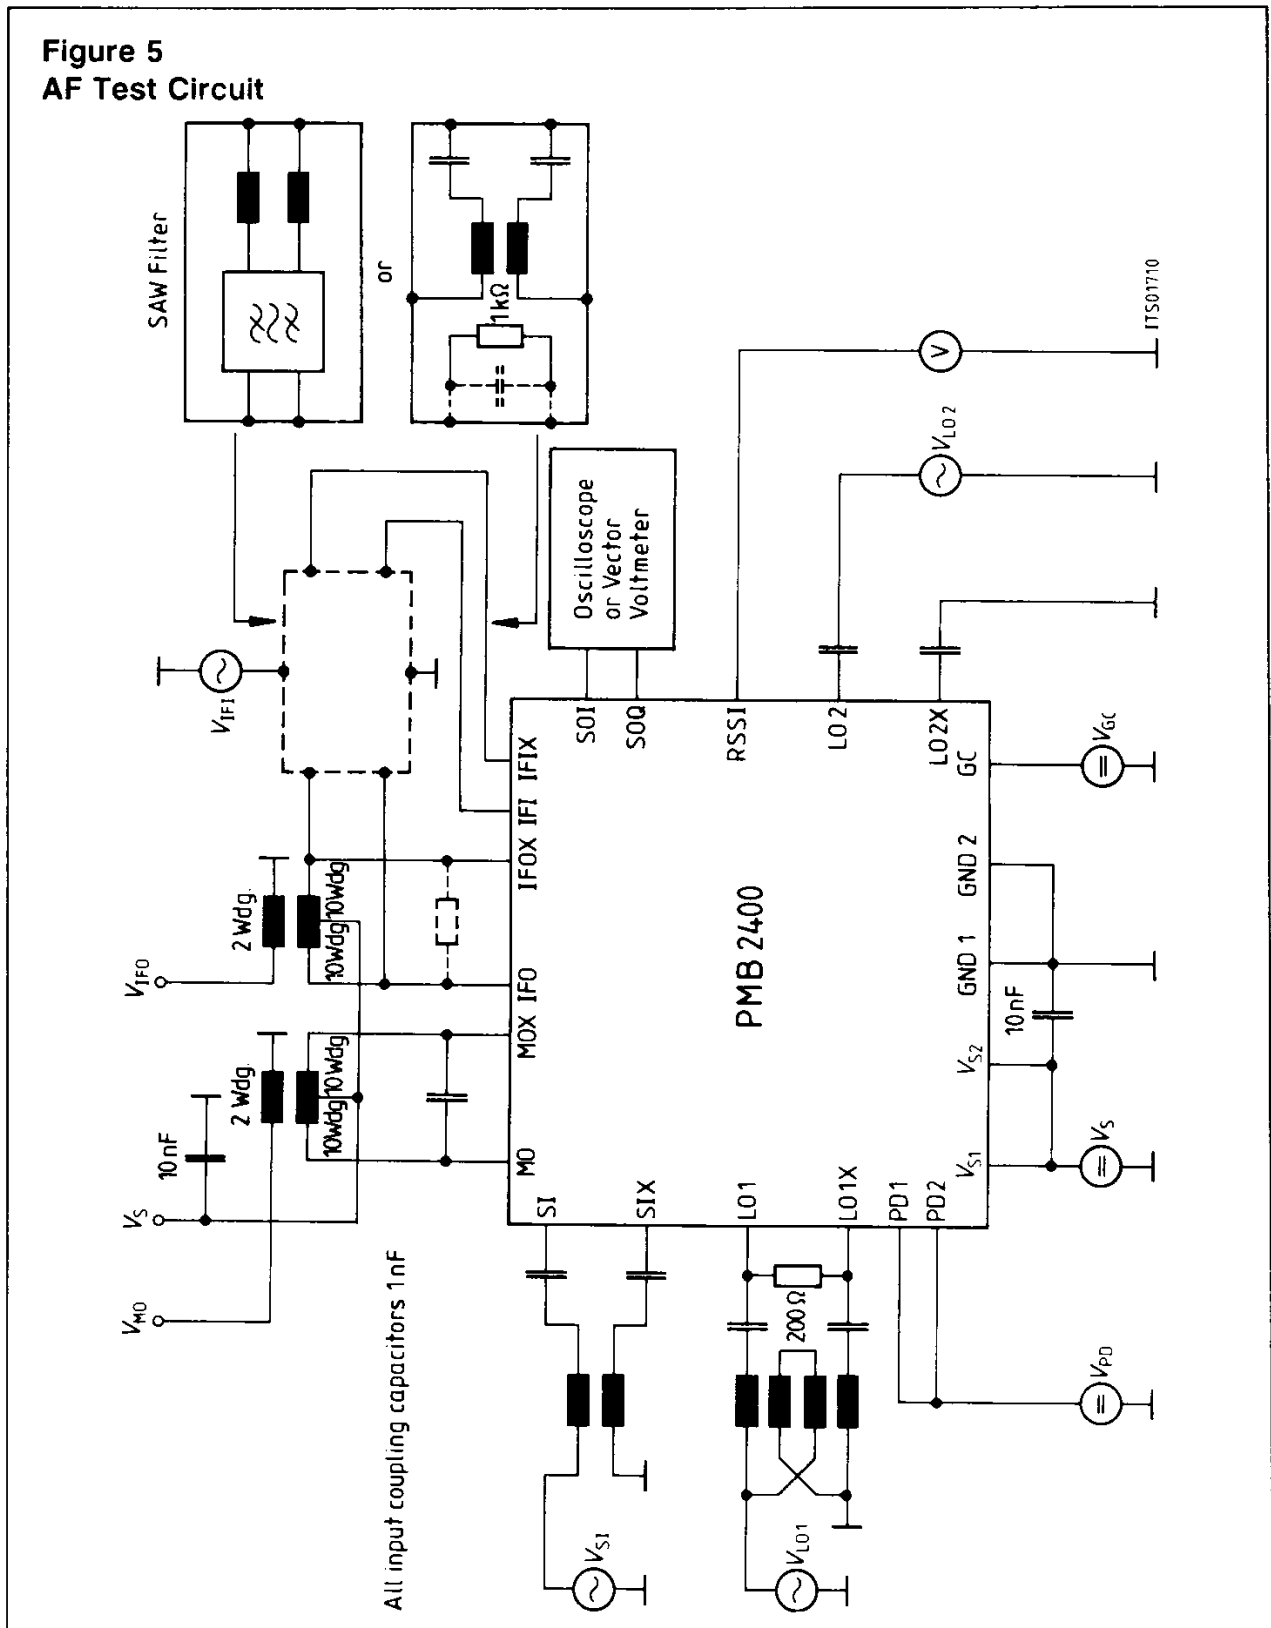 Figure 5
AF Test Circuit
SAW Filter
or
1kΩ
Oscilloscope
or Vector
Voltmeter
V_IFI
V_IFO
V_S
V_MO
2 Wdg.
10Wdg 10Wdg
2 Wdg.
10Wdg 10Wdg
10nF
All input coupling capacitors 1nF
MO
MOX
IFO
IFOX
IFI
IFIX
SOI
SOQ
RSSI
LO2
LO2X
GC
GND 2
GND 1
V_S2
V_S1
PD2
PD1
LO1X
LO1
SIX
SI
PMB 2400
200Ω
10nF
V_SI
V_LO1
V_PD
V_S
V_GC
V_LO2
V
ITS01710